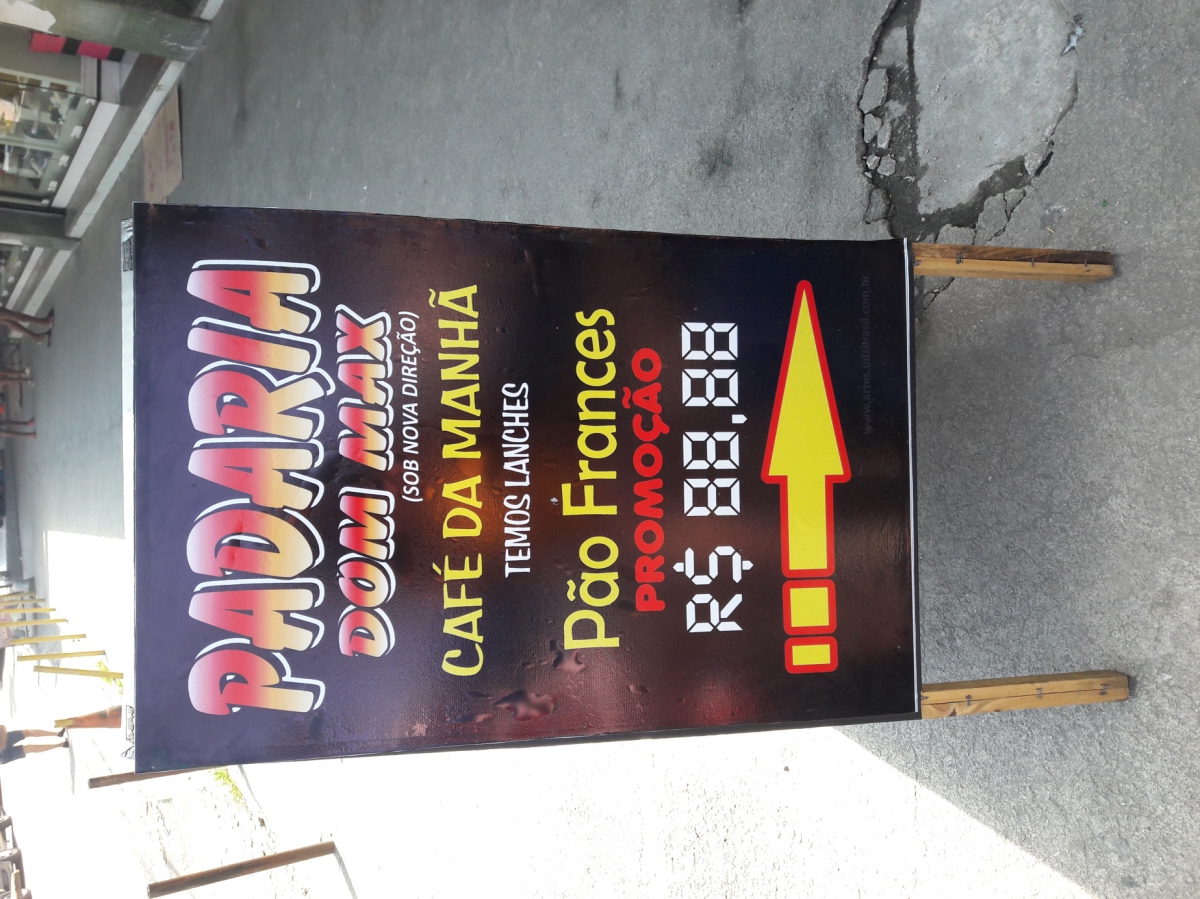 PADARIA
DOM MAX
(SOB NOVA DIREÇÃO)
CAFÉ DA MANHÃ
TEMOS LANCHES
Pão Frances
PROMOÇÃO
R$ 88,88